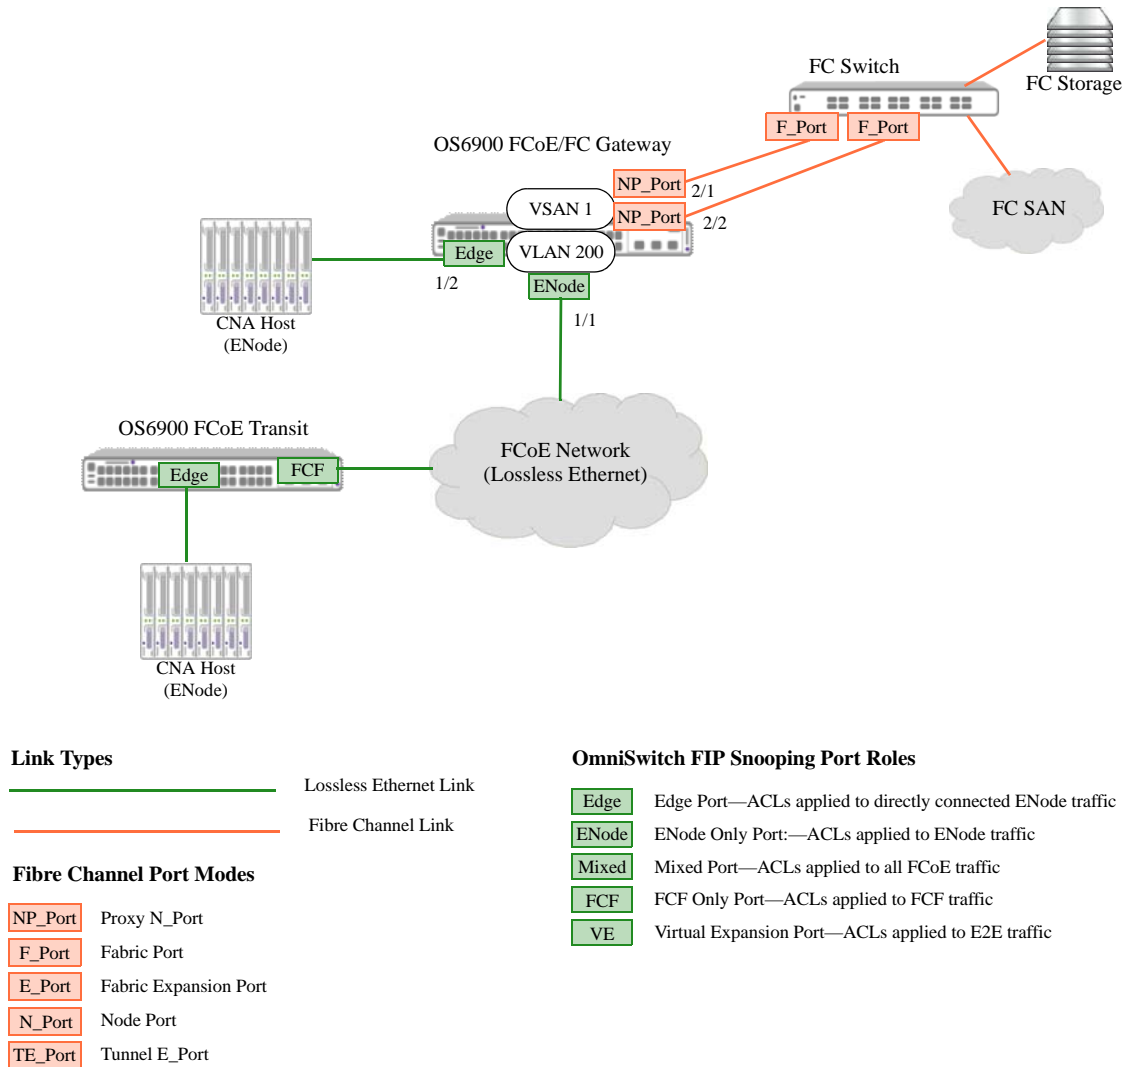 FC Switch
FC Storage
F_Port
F_Port
OS6900 FCoE/FC Gateway
NP_Port
2/1
VSAN 1
NP_Port
2/2
FC SAN
Edge
VLAN 200
1/2
ENode
1/1
CNA Host
(ENode)
OS6900 FCoE Transit
Edge
FCF
FCoE Network
(Lossless Ethernet)
CNA Host
(ENode)
Link Types
Lossless Ethernet Link
Fibre Channel Link
Fibre Channel Port Modes
NP_Port Proxy N_Port
F_Port Fabric Port
E_Port Fabric Expansion Port
N_Port Node Port
TE_Port Tunnel E_Port
OmniSwitch FIP Snooping Port Roles
Edge Edge Port—ACLs applied to directly connected ENode traffic
ENode ENode Only Port:—ACLs applied to ENode traffic
Mixed Mixed Port—ACLs applied to all FCoE traffic
FCF FCF Only Port—ACLs applied to FCF traffic
VE Virtual Expansion Port—ACLs applied to E2E traffic